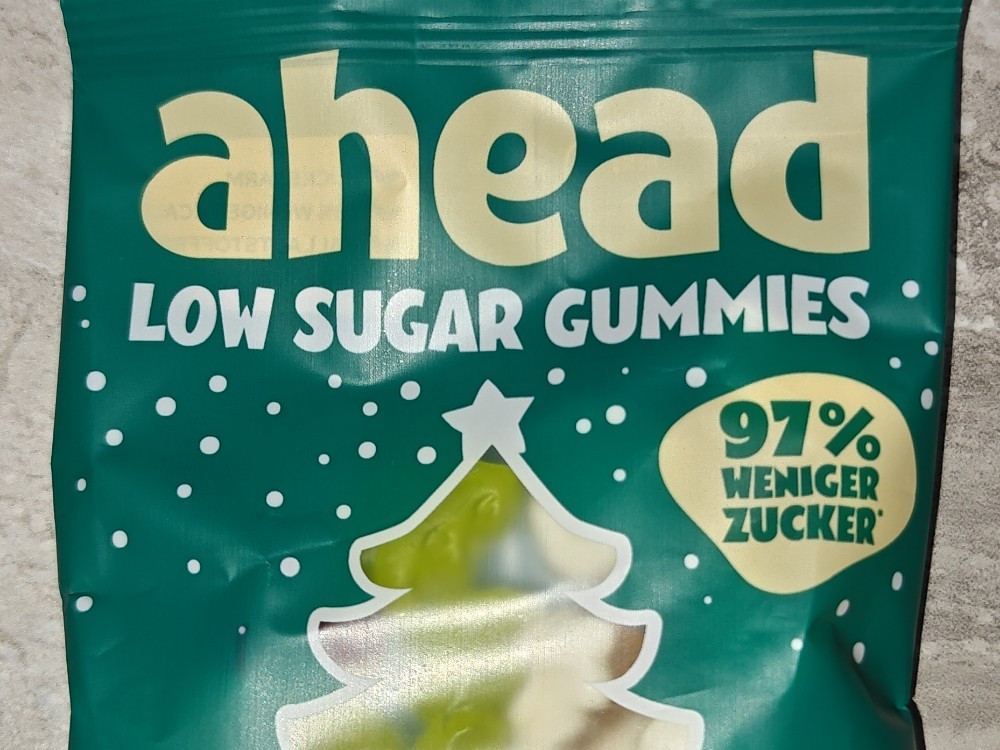 ahead
LOW SUGAR GUMMIES
97%
WENIGER
ZUCKER*